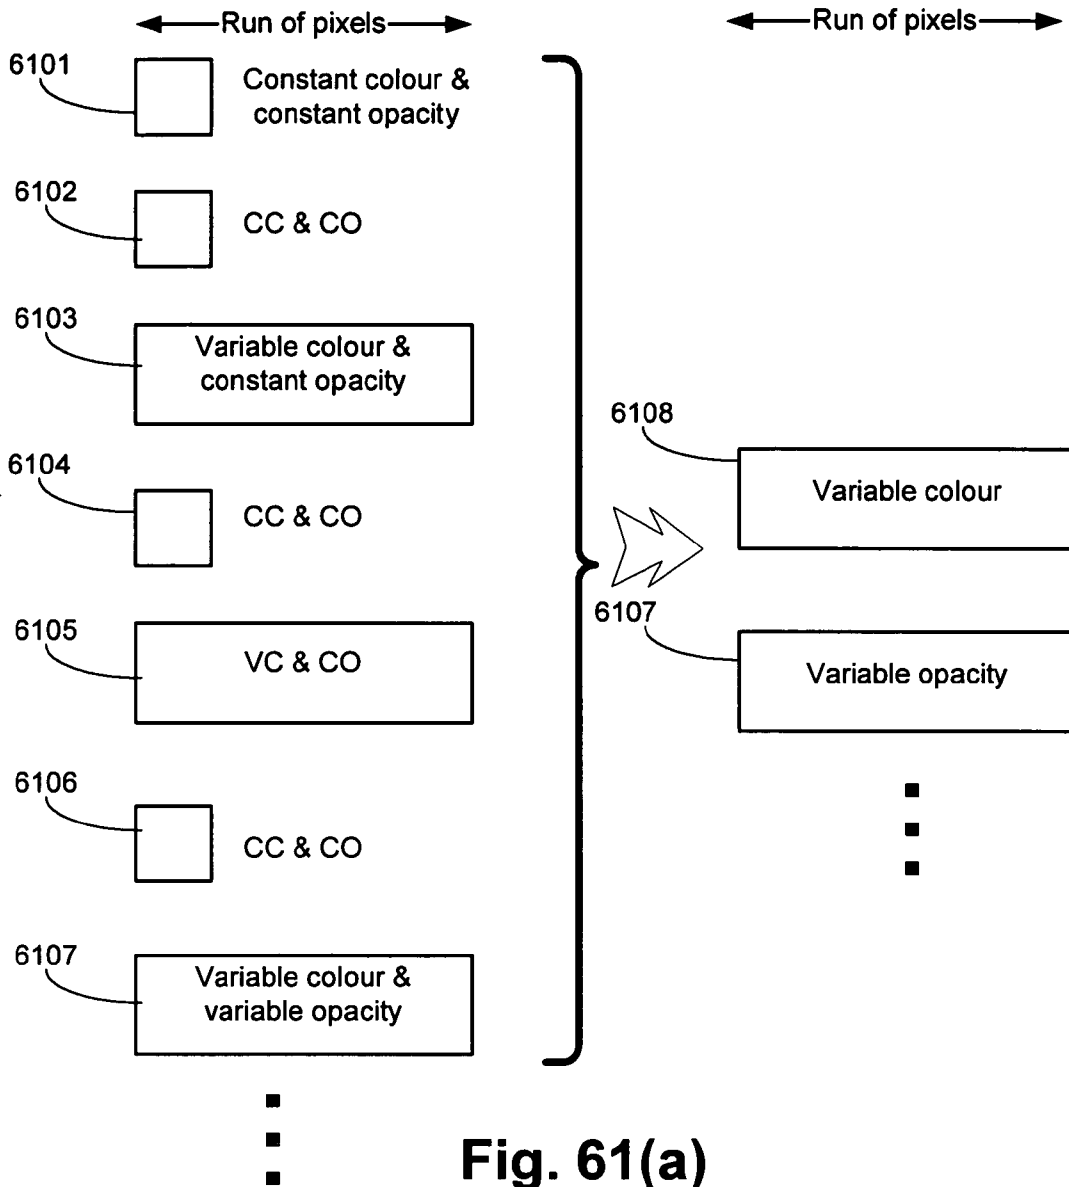 Run of pixels
6101
Constant colour &
constant opacity
6102
CC & CO
6103
Variable colour &
constant opacity
6104
CC & CO
6105
VC & CO
6106
CC & CO
6107
Variable colour &
variable opacity
Run of pixels
6108
Variable colour
6107
Variable opacity
Fig. 61(a)